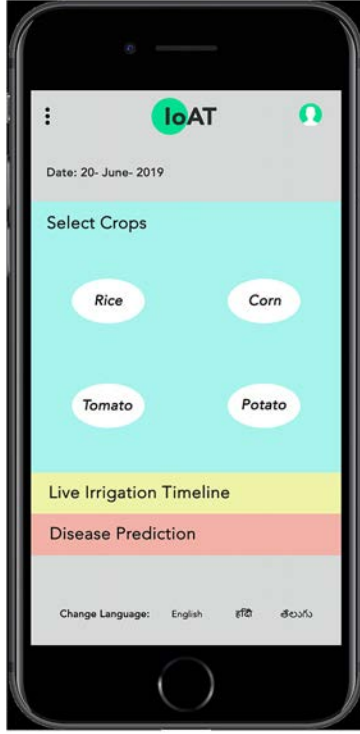 IoAT
Date: 20- June- 2019
Select Crops
Rice Corn
Tomato Potato
Live Irrigation Timeline
Disease Prediction
Change Language: English हिंदी తెలుగు